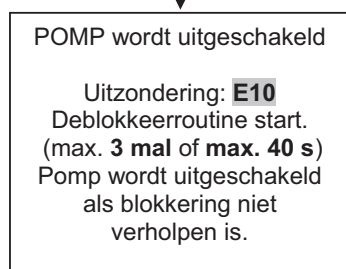 POMP wordt uitgeschakeld
Uitzondering: E10
Deblokkeerroutine start.
(max. 3 mal of max. 40 s)
Pomp wordt uitgeschakeld
als blokkering niet
verholpen is.